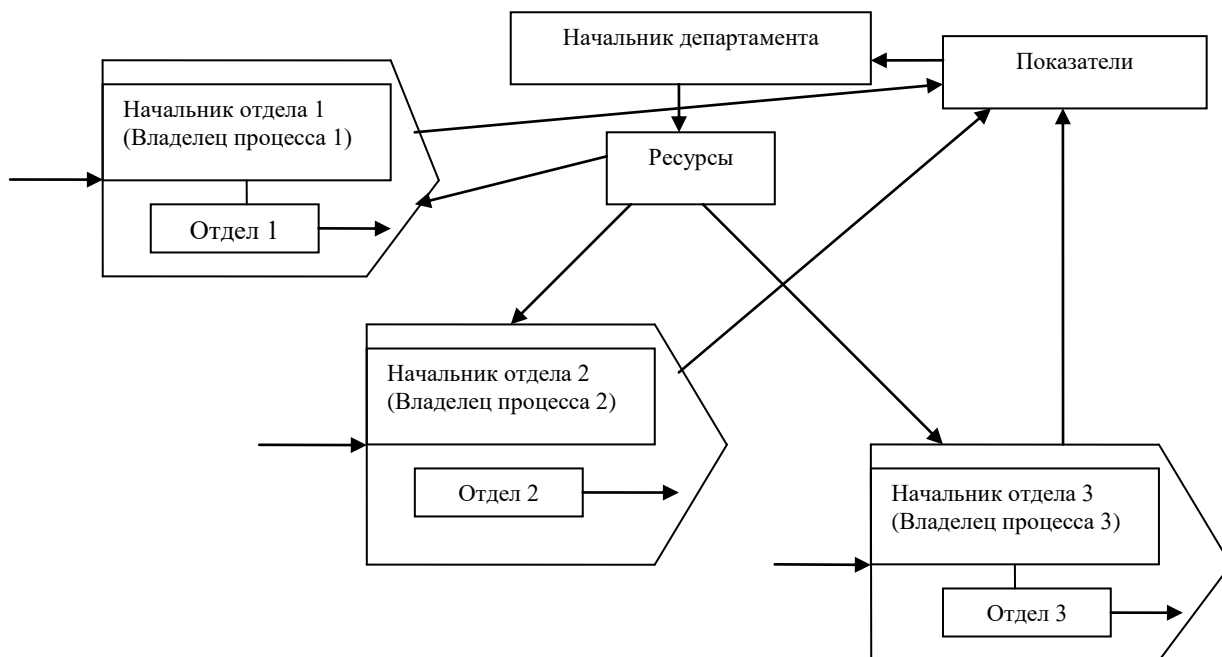 Начальник департамента
Показатели
Начальник отдела 1
(Владелец процесса 1)
Ресурсы
Отдел 1
Начальник отдела 2
(Владелец процесса 2)
Отдел 2
Начальник отдела 3
(Владелец процесса 3)
Отдел 3